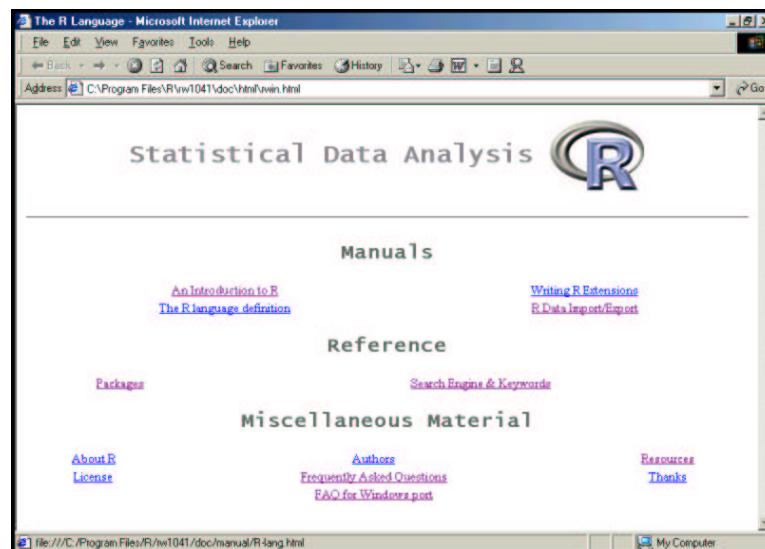 The R Language - Microsoft Internet Explorer
File Edit View Favorites Tools Help
Back Search Favorites History
Address C:\Program Files\R\rw1041\doc\html\rwin.html Go
Statistical Data Analysis R
Manuals
An Introduction to R Writing R Extensions
The R language definition R Data Import/Export
Reference
Packages Search Engine & Keywords
Miscellaneous Material
About R Authors Resources
License Frequently Asked Questions Thanks
FAQ for Windows port
file:///C:/Program Files/R/rw1041/doc/manual/R-lang.html My Computer